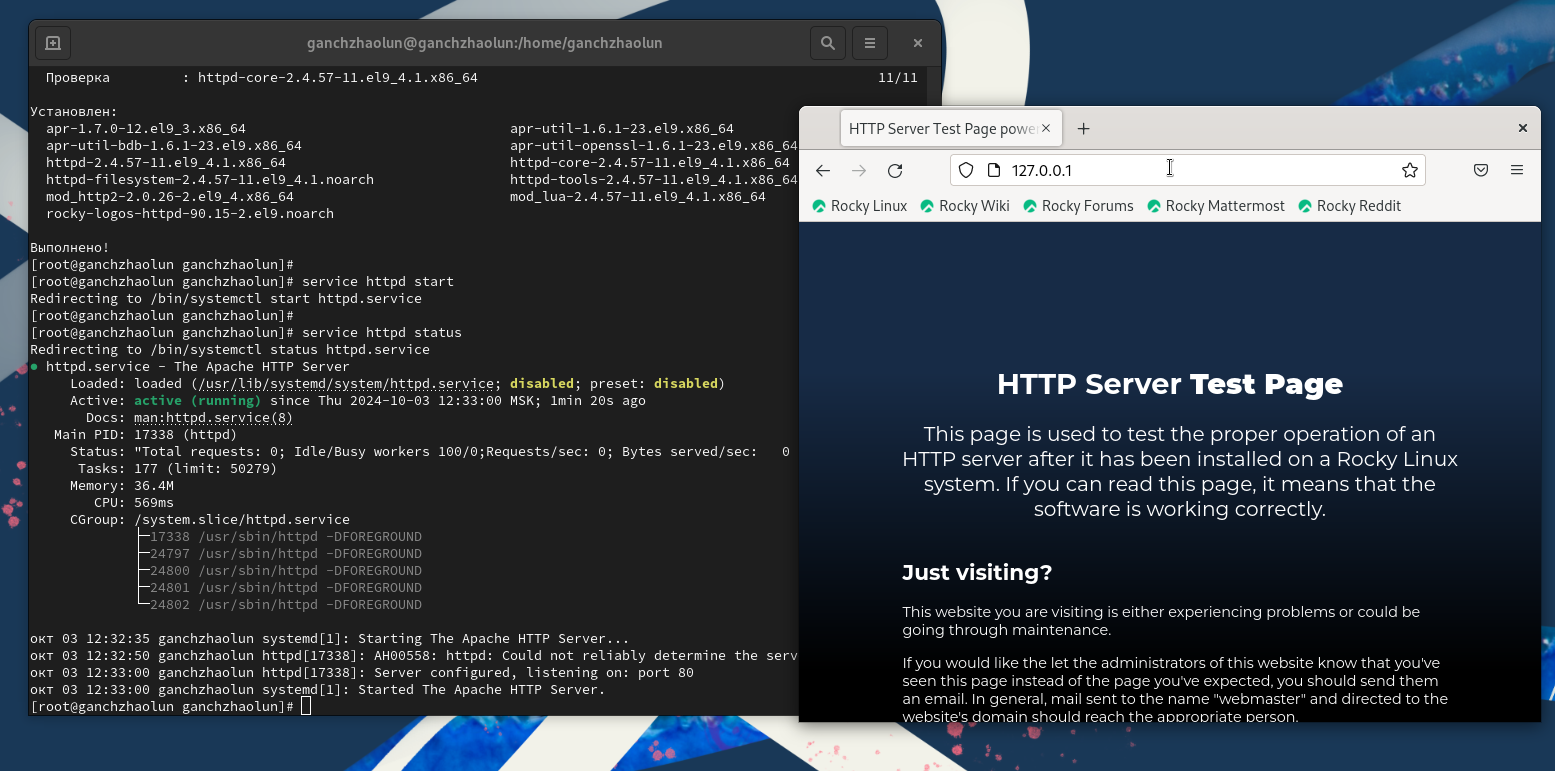 ganchzhaolun@ganchzhaolun:/home/ganchzhaolun
Проверка : httpd-core-2.4.57-11.el9_4.1.x86_64 11/11
Установлен:
apr-1.7.0-12.el9_3.x86_64 apr-util-1.6.1-23.el9.x86_64
apr-util-bdb-1.6.1-23.el9.x86_64 apr-util-openssl-1.6.1-23.el9.x86_64
httpd-2.4.57-11.el9_4.1.x86_64 httpd-core-2.4.57-11.el9_4.1.x86_64
httpd-filesystem-2.4.57-11.el9_4.1.noarch httpd-tools-2.4.57-11.el9_4.1.x86_64
mod_http2-2.0.26-2.el9_4.x86_64 mod_lua-2.4.57-11.el9_4.1.x86_64
rocky-logos-httpd-90.15-2.el9.noarch
Выполнено!
[root@ganchzhaolun ganchzhaolun]#
[root@ganchzhaolun ganchzhaolun]# service httpd start
Redirecting to /bin/systemctl start httpd.service
[root@ganchzhaolun ganchzhaolun]#
[root@ganchzhaolun ganchzhaolun]# service httpd status
Redirecting to /bin/systemctl status httpd.service
● httpd.service - The Apache HTTP Server
Loaded: loaded (/usr/lib/systemd/system/httpd.service; disabled; preset: disabled)
Active: active (running) since Thu 2024-10-03 12:33:00 MSK; 1min 20s ago
Docs: man:httpd.service(8)
Main PID: 17338 (httpd)
Status: "Total requests: 0; Idle/Busy workers 100/0;Requests/sec: 0; Bytes served/sec: 0
Tasks: 177 (limit: 50279)
Memory: 36.4M
CPU: 569ms
CGroup: /system.slice/httpd.service
├─17338 /usr/sbin/httpd -DFOREGROUND
├─24797 /usr/sbin/httpd -DFOREGROUND
├─24800 /usr/sbin/httpd -DFOREGROUND
├─24801 /usr/sbin/httpd -DFOREGROUND
└─24802 /usr/sbin/httpd -DFOREGROUND
окт 03 12:32:35 ganchzhaolun systemd[1]: Starting The Apache HTTP Server...
окт 03 12:32:50 ganchzhaolun httpd[17338]: AH00558: httpd: Could not reliably determine the serv
окт 03 12:33:00 ganchzhaolun httpd[17338]: Server configured, listening on: port 80
окт 03 12:33:00 ganchzhaolun systemd[1]: Started The Apache HTTP Server.
[root@ganchzhaolun ganchzhaolun]#
HTTP Server Test Page powe
127.0.0.1
Rocky Linux Rocky Wiki Rocky Forums Rocky Mattermost Rocky Reddit
HTTP Server Test Page
This page is used to test the proper operation of an
HTTP server after it has been installed on a Rocky Linux
system. If you can read this page, it means that the
software is working correctly.
Just visiting?
This website you are visiting is either experiencing problems or could be
going through maintenance.
If you would like the let the administrators of this website know that you've
seen this page instead of the page you've expected, you should send them
an email. In general, mail sent to the name "webmaster" and directed to the
website's domain should reach the appropriate person.